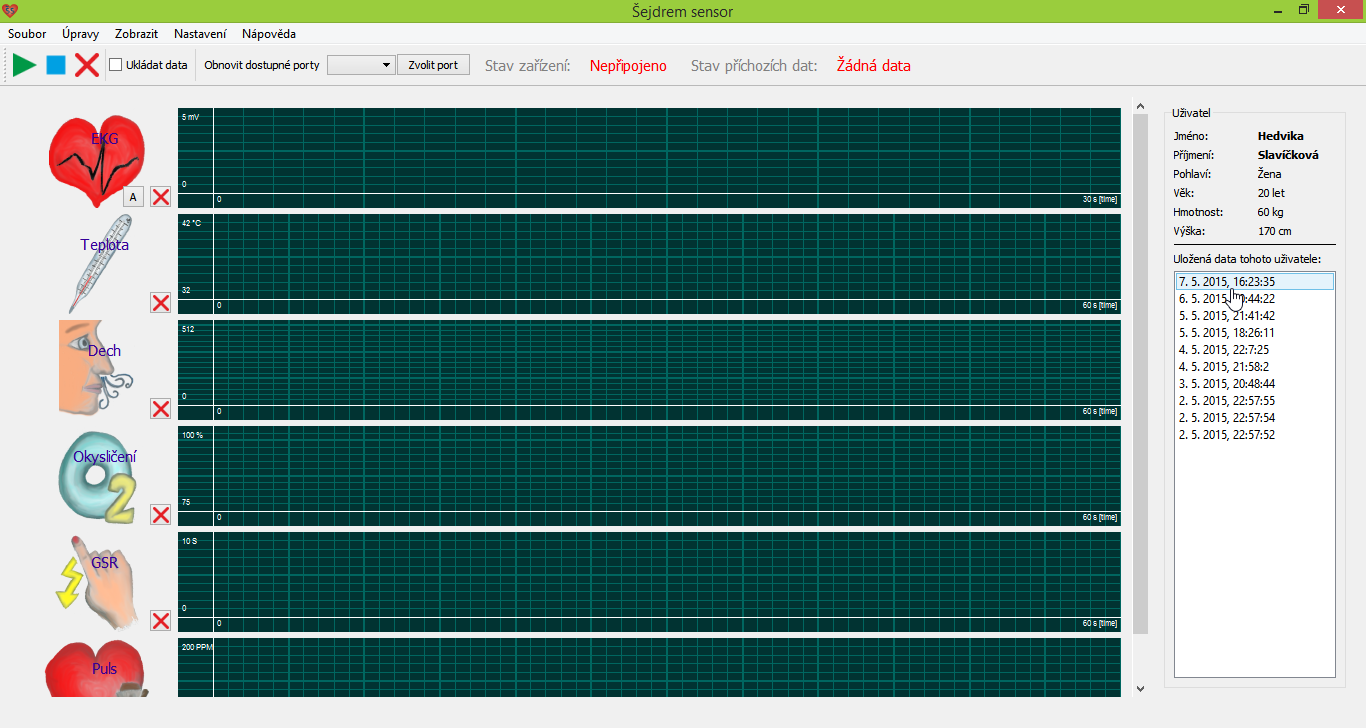 Šejdrem sensor
Soubor Úpravy Zobrazit Nastavení Nápověda
Ukládat data Obnovit dostupné porty Zvolit port Stav zařízení: Nepřipojeno Stav příchozích dat: Žádná data
EKG
A
5 mV
0
0 30 s [time]
Teplota
42 °C
32
0 60 s [time]
Dech
512
0
0 60 s [time]
Okysličení
100 %
75
0 60 s [time]
GSR
10 S
0
0 60 s [time]
Puls
200 PPM
Uživatel
Jméno: Hedvika
Příjmení: Slavíčková
Pohlaví: Žena
Věk: 20 let
Hmotnost: 60 kg
Výška: 170 cm
Uložená data tohoto uživatele:
7. 5. 2015, 16:23:35
6. 5. 2015, :44:22
5. 5. 2015, 21:41:42
5. 5. 2015, 18:26:11
4. 5. 2015, 22:7:25
4. 5. 2015, 21:58:2
3. 5. 2015, 20:48:44
2. 5. 2015, 22:57:55
2. 5. 2015, 22:57:54
2. 5. 2015, 22:57:52